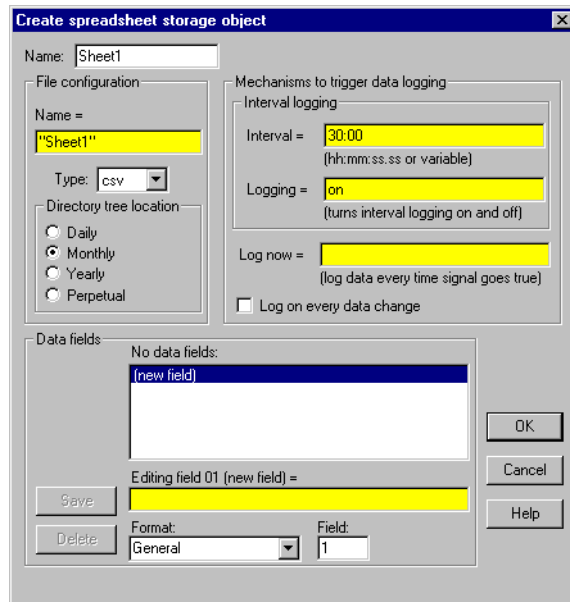 Create spreadsheet storage object
Name: Sheet1
File configuration
Name =
"Sheet1"
Type: csv
Directory tree location
Daily
Monthly
Yearly
Perpetual
Mechanisms to trigger data logging
Interval logging
Interval = 30:00
(hh:mm:ss.ss or variable)
Logging = on
(turns interval logging on and off)
Log now =
(log data every time signal goes true)
Log on every data change
Data fields
No data fields:
(new field)
Editing field 01 (new field) =
Save
Delete
Format:
General
Field:
1
OK
Cancel
Help